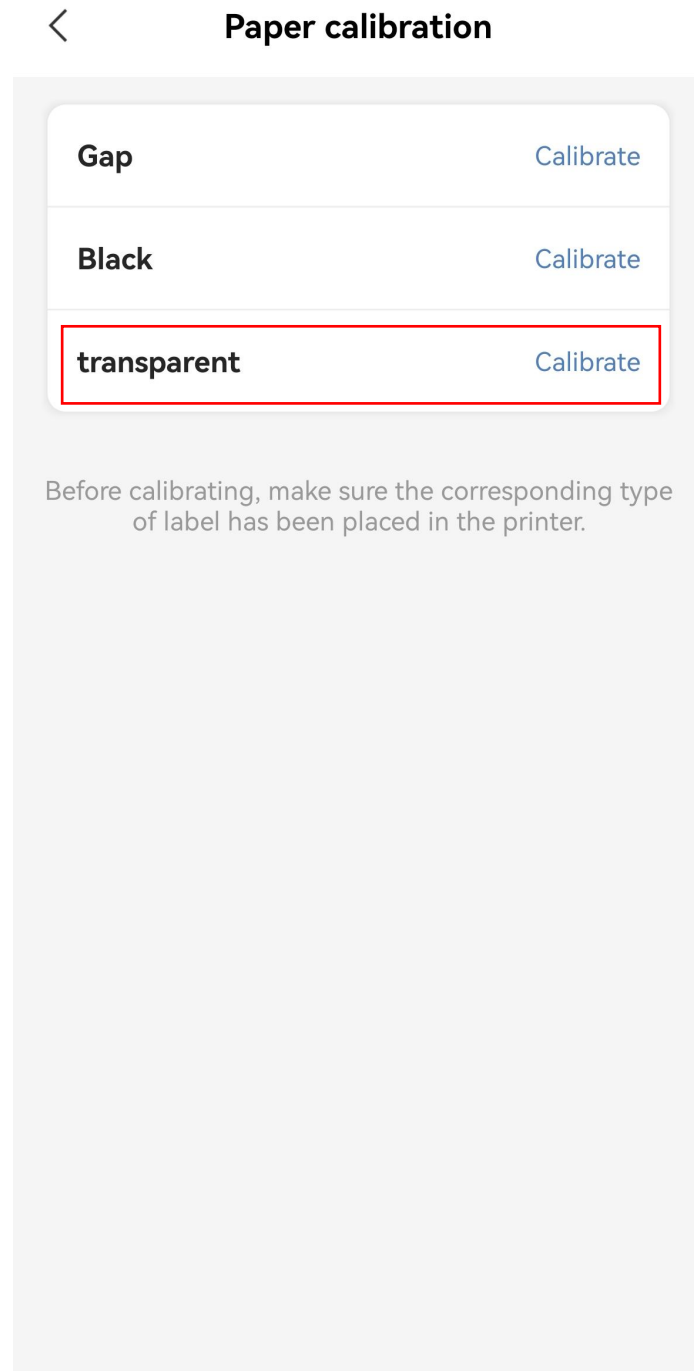 Paper calibration
Gap Calibrate
Black Calibrate
transparent Calibrate
Before calibrating, make sure the corresponding type
of label has been placed in the printer.